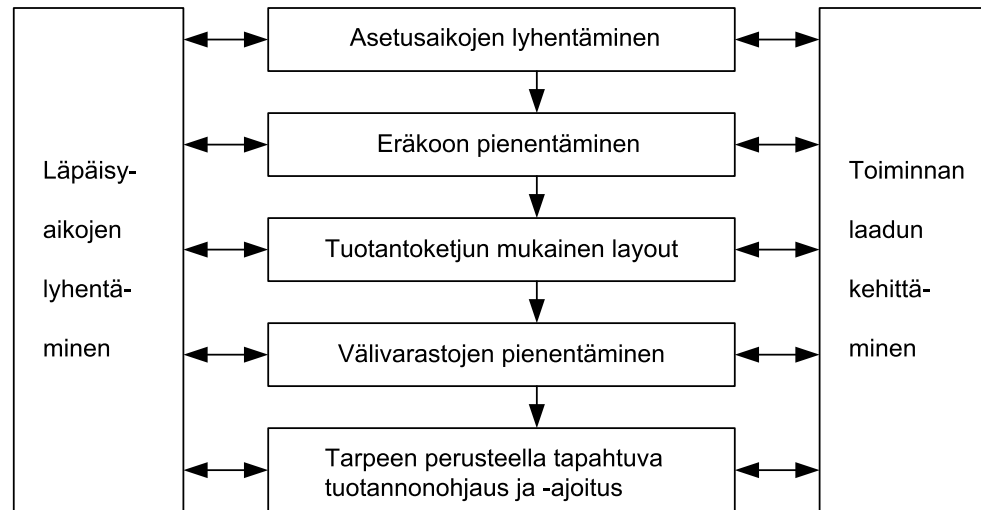 Asetusaikojen lyhentäminen
Eräkoon pienentäminen
Läpäisy-
aikojen
lyhentä-
minen
Tuotantoketjun mukainen layout
Välivarastojen pienentäminen
Tarpeen perusteella tapahtuva
tuotannonohjaus ja -ajoitus
Toiminnan
laadun
kehittä-
minen